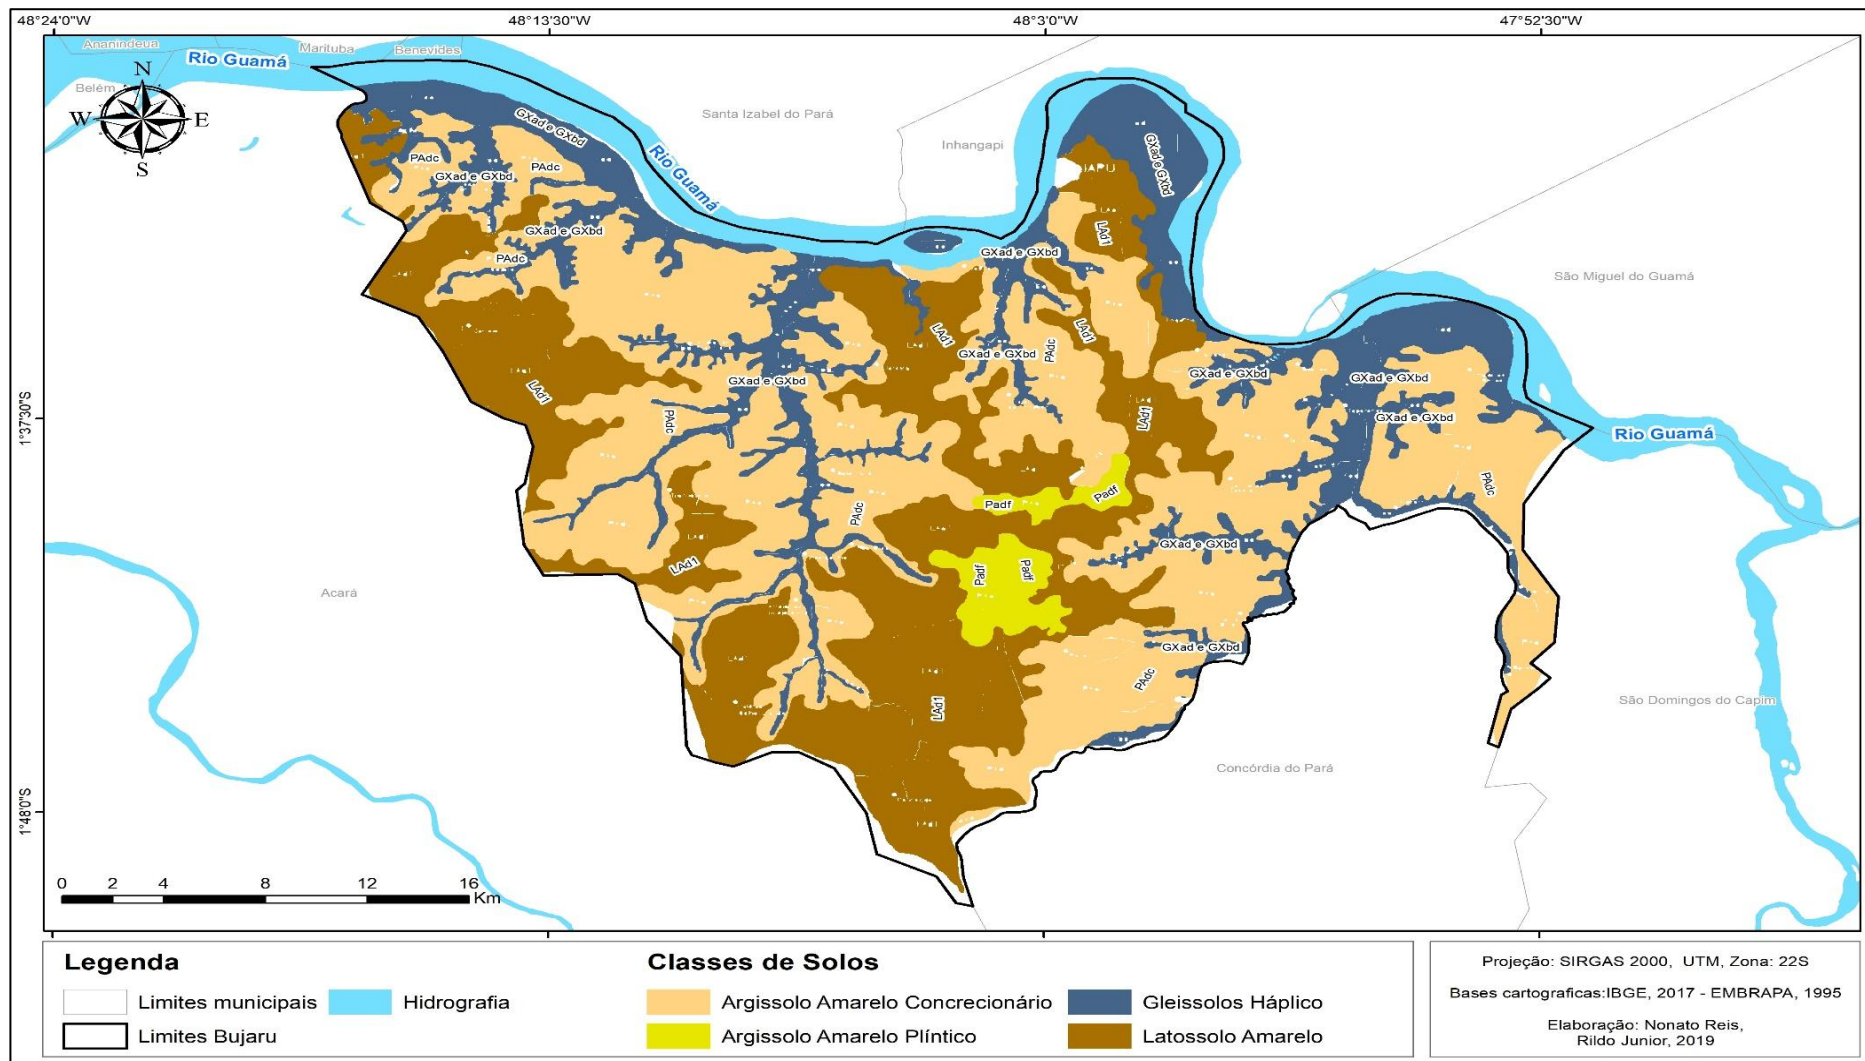 48°24'0"W
48°13'30"W
48°3'0"W
47°52'30"W
Ananindeua
Marituba
Benevides
Rio Guamá
Belém
N
W
E
S
Santa Izabel do Pará
Inhangapi
Rio Guamá
São Miguel do Guamá
GXad e GXbd
GXad e GXbd
PAdc
PAdc
GXad e GXbd
IAPU
GXad e GXbd
PAdc
GXad e GXbd
LAd1
LAd1
LAd1
PAdc
GXad e GXbd
GXad e GXbd
GXad e GXbd
GXad e GXbd
LAd1
PAdc
LAd1
GXad e GXbd
1°37'30"S
Rio Guamá
PAdc
Padf
Padf
PAdc
GXad e GXbd
LAd1
Padf
Padf
Acará
GXad e GXbd
PAdc
LAd1
São Domingos do Capim
Concórdia do Pará
1°48'0"S
0 2 4 8 12 16
Km
Legenda
Limites municipais
Hidrografia
Limites Bujaru
Classes de Solos
Argissolo Amarelo Concrecionário
Gleissolos Háplico
Argissolo Amarelo Plíntico
Latossolo Amarelo
Projeção: SIRGAS 2000, UTM, Zona: 22S
Bases cartograficas:IBGE, 2017 - EMBRAPA, 1995
Elaboração: Nonato Reis,
Rildo Junior, 2019